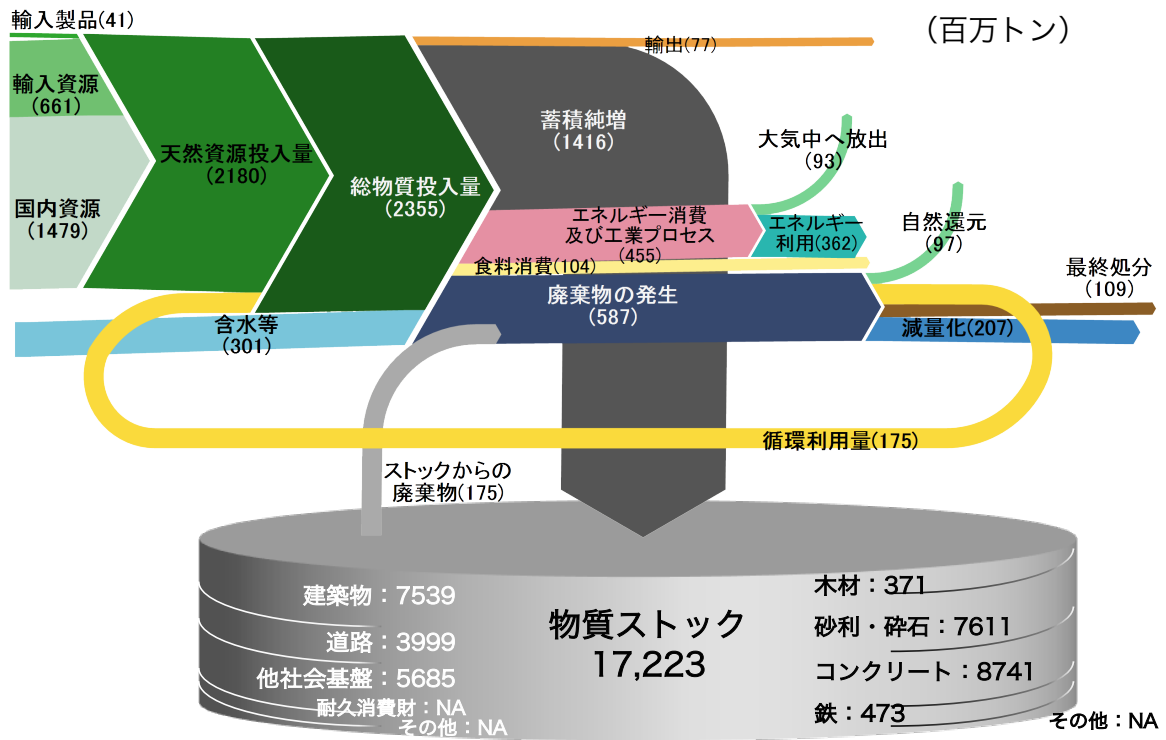 輸入製品(41)
（百万トン）
輸出(77)
輸入資源
(661)
蓄積純増
(1416)
大気中へ放出
(93)
天然資源投入量
(2180)
総物質投入量
(2355)
国内資源
(1479)
エネルギー消費
及び工業プロセス
(455)
エネルギー
利用(362)
自然還元
(97)
食料消費(104)
最終処分
(109)
廃棄物の発生
(587)
含水等
(301)
減量化(207)
循環利用量(175)
ストックからの
廃棄物(175)
建築物：7539
道路：3999
他社会基盤：5685
耐久消費財：NA
その他：NA
物質ストック
17,223
木材：371
砂利・砕石：7611
コンクリート：8741
鉄：473
その他：NA